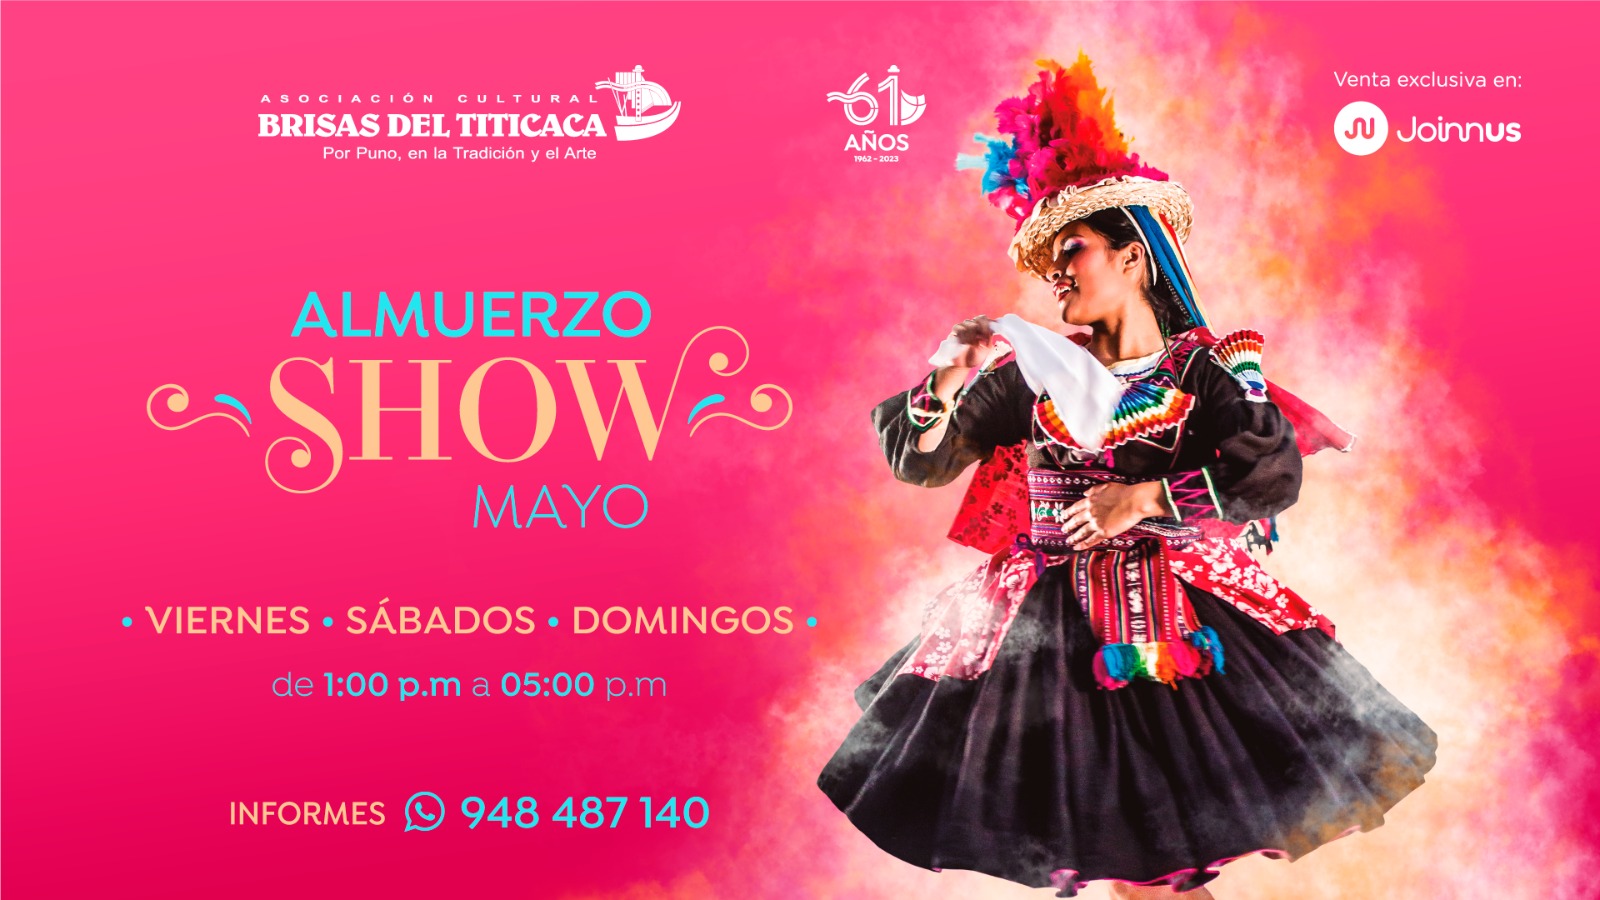 ASOCIACIÓN CULTURAL
BRISAS DEL TITICACA
Por Puno, en la Tradición y el Arte
61
AÑOS
1962 - 2023
Venta exclusiva en:
Joinnus
ALMUERZO
SHOW
MAYO
• VIERNES • SÁBADOS • DOMINGOS •
de 1:00 p.m a 05:00 p.m
INFORMES 948 487 140